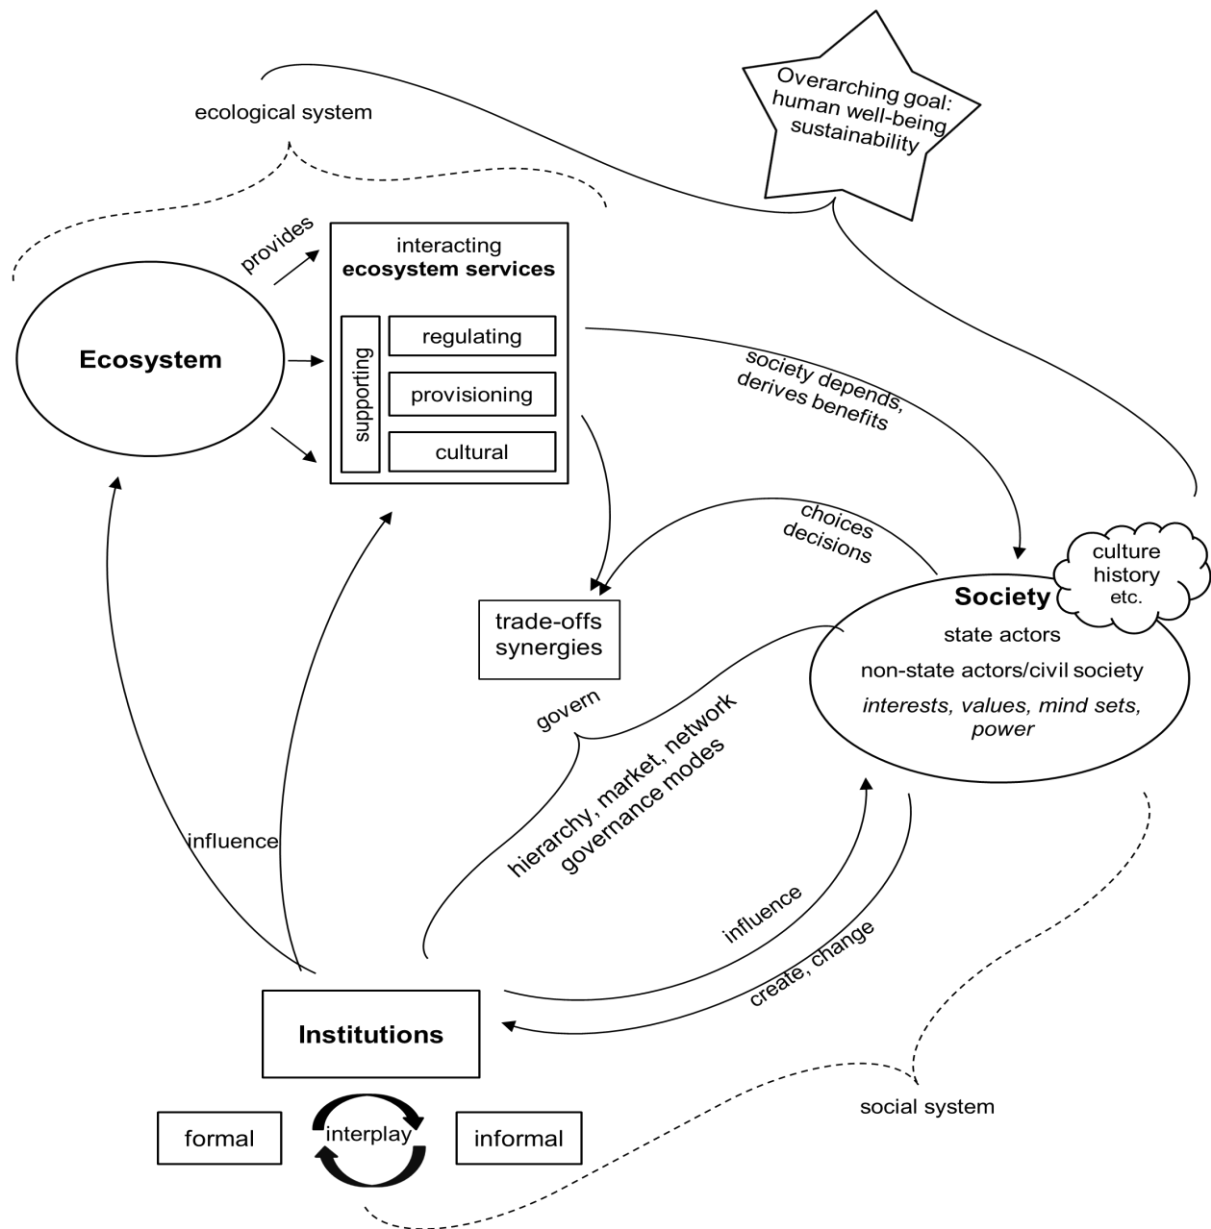 Overarching goal:
human well-being
sustainability
ecological system
provides
interacting
ecosystem services
Ecosystem
supporting
regulating
provisioning
cultural
society depends,
derives benefits
choices
decisions
culture
history
etc.
trade-offs
synergies
Society
state actors
non-state actors/civil society
interests, values, mind sets,
power
govern
hierarchy, market, network
governance modes
influence
influence
create, change
Institutions
social system
formal
interplay
informal